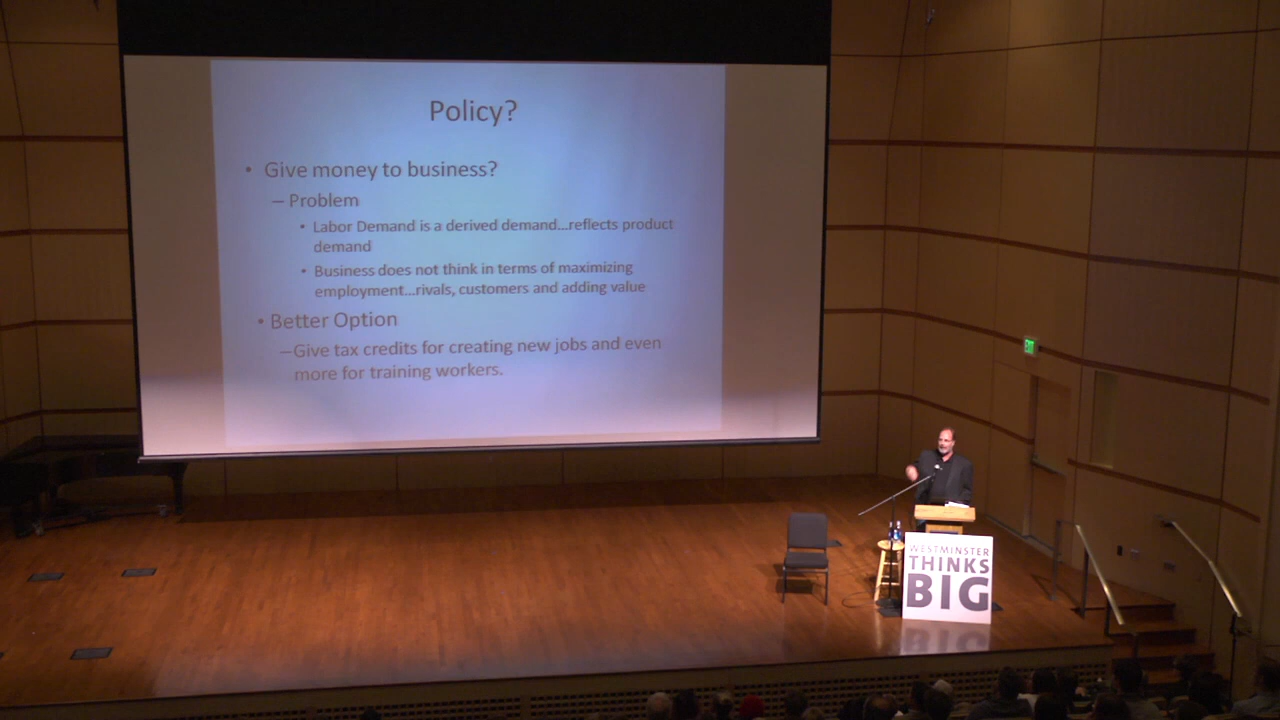 Policy?
• Give money to business?
– Problem
• Labor Demand is a derived demand...reflects product
demand
• Business does not think in terms of maximizing
employment...rivals, customers and adding value
• Better Option
–Give tax credits for creating new jobs and even
more for training workers.
WESTMINSTER
THINKS
BIG